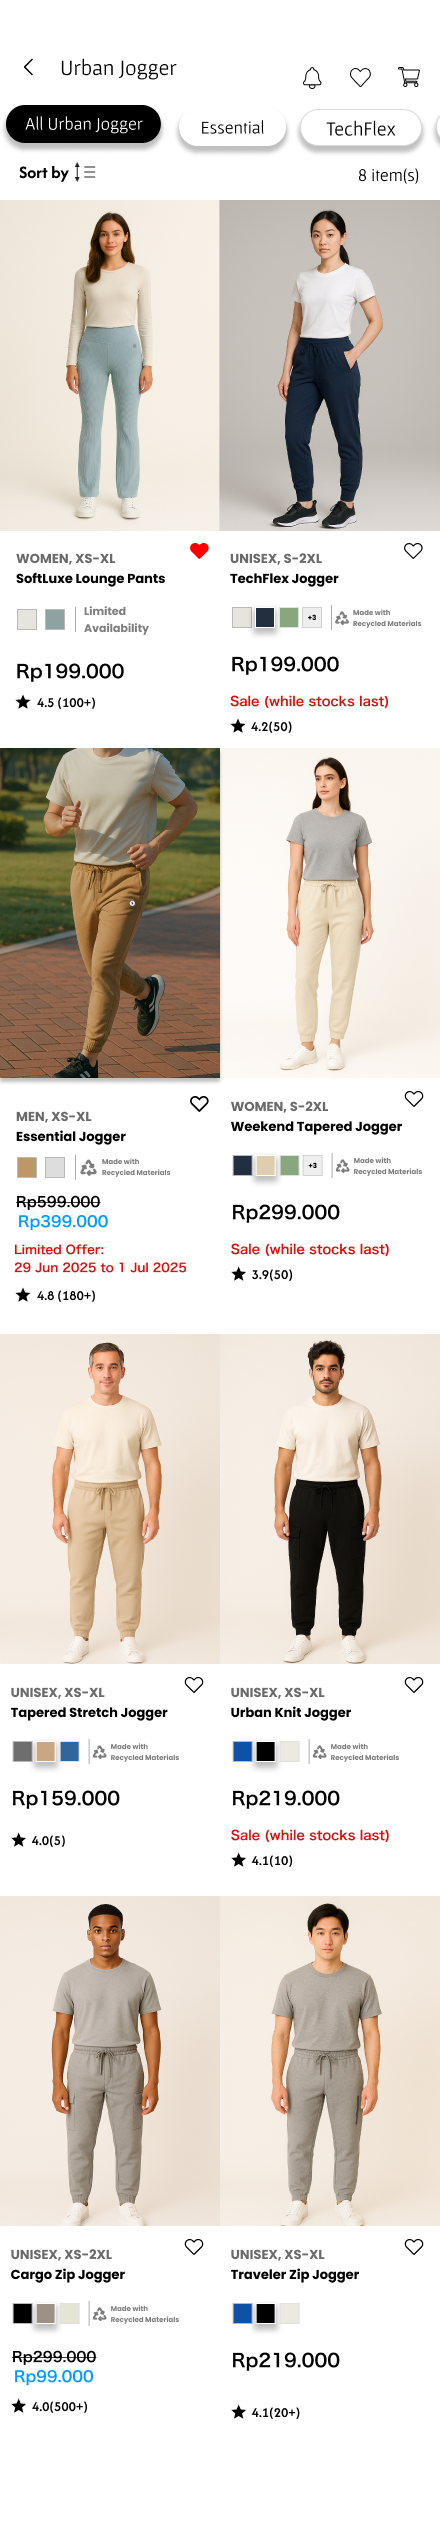 Urban Jogger
All Urban Jogger
Essential
TechFlex
Sort by
8 item(s)
WOMEN, XS-XL
SoftLuxe Lounge Pants
Limited
Availability
Rp199.000
4.5 (100+)
UNISEX, S-2XL
TechFlex Jogger
+3
Made with
Recycled Materials
Rp199.000
Sale (while stocks last)
4.2(50)
MEN, XS-XL
Essential Jogger
Made with
Recycled Materials
Rp599.000
Rp399.000
Limited Offer:
29 Jun 2025 to 1 Jul 2025
4.8 (180+)
WOMEN, S-2XL
Weekend Tapered Jogger
+3
Made with
Recycled Materials
Rp299.000
Sale (while stocks last)
3.9(50)
UNISEX, XS-XL
Tapered Stretch Jogger
Made with
Recycled Materials
Rp159.000
4.0(5)
UNISEX, XS-XL
Urban Knit Jogger
Made with
Recycled Materials
Rp219.000
Sale (while stocks last)
4.1(10)
UNISEX, XS-2XL
Cargo Zip Jogger
Made with
Recycled Materials
Rp299.000
Rp99.000
4.0(500+)
UNISEX, XS-XL
Traveler Zip Jogger
Rp219.000
4.1(20+)